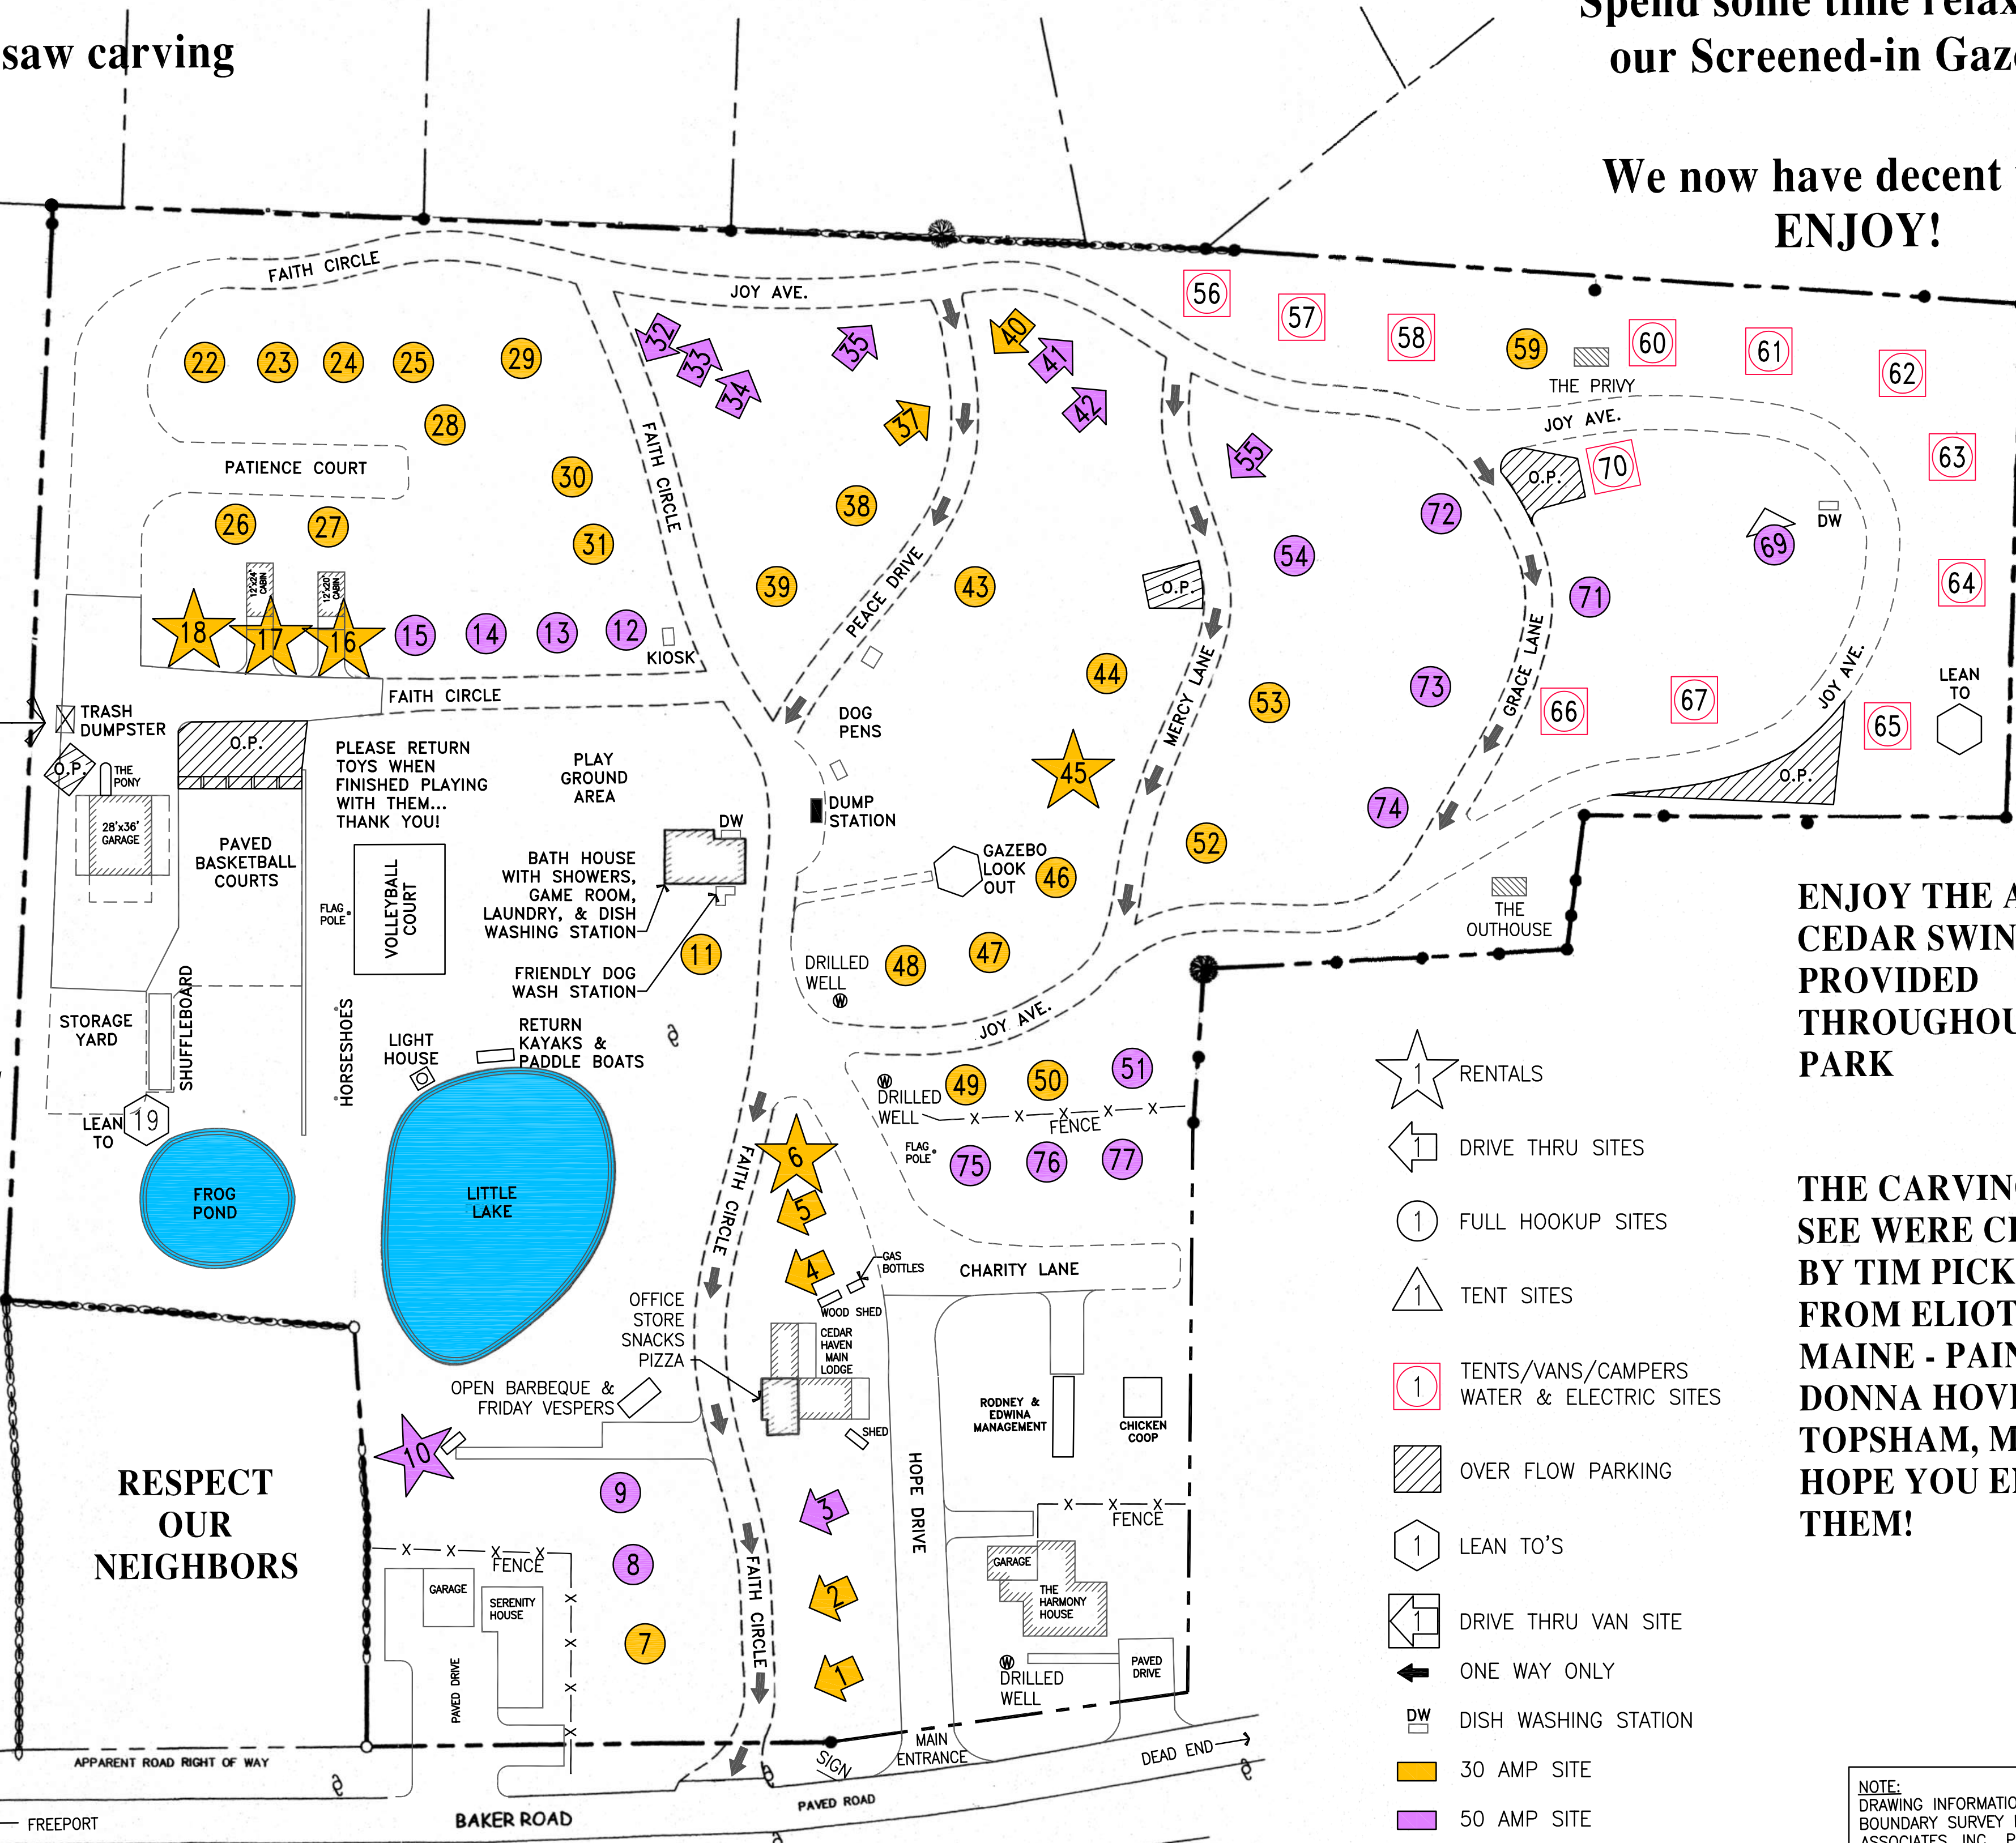 saw carving
our Screened-in
We now have decent
ENJOY!
FAITH CIRCLE
JOY AVE.
56
57
58
59
60
61
62
THE PRIVY
JOY AVE.
22
23
24
25
29
28
32
33
34
35
37
40
41
42
55
FAITH CIRCLE
PATIENCE COURT
26
27
30
31
38
39
43
PEACE DRIVE
O.P.
54
72
O.P.
70
63
DW
69
71
64
12'x24'
CABIN
12'x20'
CABIN
18
17
16
15
14
13
12
KIOSK
FAITH CIRCLE
44
MERCY LANE
53
73
GRACE LANE
66
67
65
JOY AVE.
LEAN
TO
O.P.
TRASH
DUMPSTER
O.P.
O.P.
THE
PONY
28'x36'
GARAGE
PAVED
BASKETBALL
COURTS
PLEASE RETURN
TOYS WHEN
FINISHED PLAYING
WITH THEM...
THANK YOU!
PLAY
GROUND
AREA
DOG
PENS
DUMP
STATION
DW
45
46
52
74
GAZEBO
LOOK
OUT
THE
OUTHOUSE
FLAG
POLE
VOLLEYBALL
COURT
BATH HOUSE
WITH SHOWERS,
GAME ROOM,
LAUNDRY, & DISH
WASHING STATION
FRIENDLY DOG
WASH STATION
11
DRILLED
WELL
W
48
47
JOY AVE.
STORAGE
YARD
SHUFFLEBOARD
HORSESHOES
LIGHT
HOUSE
RETURN
KAYAKS &
PADDLE BOATS
LEAN
TO
19
FROG
POND
LITTLE
LAKE
W
DRILLED
WELL
49
50
51
FENCE
X X X X X
FLAG
POLE
75
76
77
FAITH CIRCLE
6
5
4
GAS
BOTTLES
WOOD SHED
CHARITY LANE
OFFICE
STORE
SNACKS
PIZZA
CEDAR
HAVEN
MAIN
LODGE
OPEN BARBEQUE &
FRIDAY VESPERS
SHED
RODNEY &
EDWINA
MANAGEMENT
CHICKEN
COOP
HOPE DRIVE
10
9
8
7
3
2
1
RESPECT
OUR
NEIGHBORS
X X X X
FENCE
X X X X
GARAGE
SERENITY
HOUSE
PAVED DRIVE
FAITH CIRCLE
X X X
FENCE
GARAGE
THE
HARMONY
HOUSE
W
DRILLED
WELL
PAVED
DRIVE
MAIN
ENTRANCE
SIGN
DEAD END
APPARENT ROAD RIGHT OF WAY
FREEPORT
BAKER ROAD
PAVED ROAD
ENJOY THE
CEDAR
PROVIDED
PARK
THE
SEE WERE
BY TIM
FROM ELIOT
MAINE -
DONNA
TOPSHAM,
HOPE YOU
THEM!
1 RENTALS
1 DRIVE THRU SITES
1 FULL HOOKUP SITES
1 TENT SITES
1 TENTS/VANS/CAMPERS
WATER & ELECTRIC SITES
OVER FLOW PARKING
1 LEAN TO'S
1 DRIVE THRU VAN SITE
ONE WAY ONLY
DW DISH WASHING STATION
30 AMP SITE
50 AMP SITE
NOTE:
DRAWING
BOUNDARY SURVEY